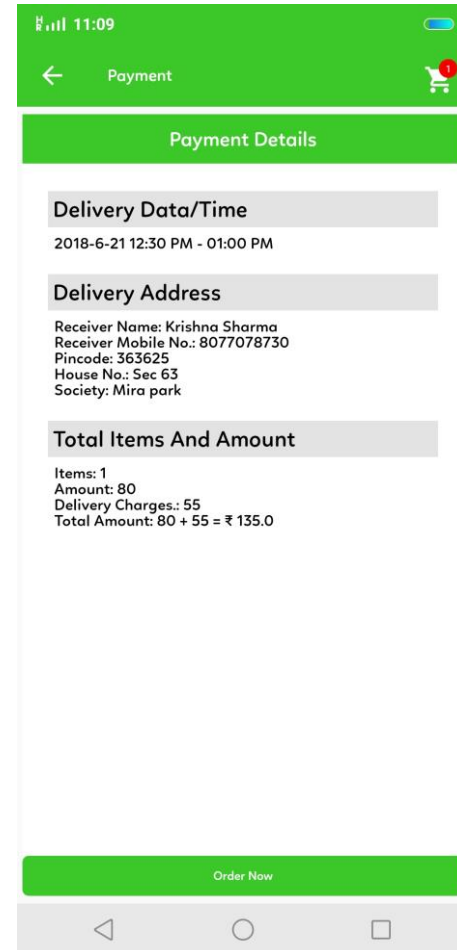 11:09
Payment
1
Payment Details
Delivery Data/Time
2018-6-21 12:30 PM - 01:00 PM
Delivery Address
Receiver Name: Krishna Sharma
Receiver Mobile No.: 8077078730
Pincode: 363625
House No.: Sec 63
Society: Mira park
Total Items And Amount
Items: 1
Amount: 80
Delivery Charges.: 55
Total Amount: 80 + 55 = ₹ 135.0
Order Now